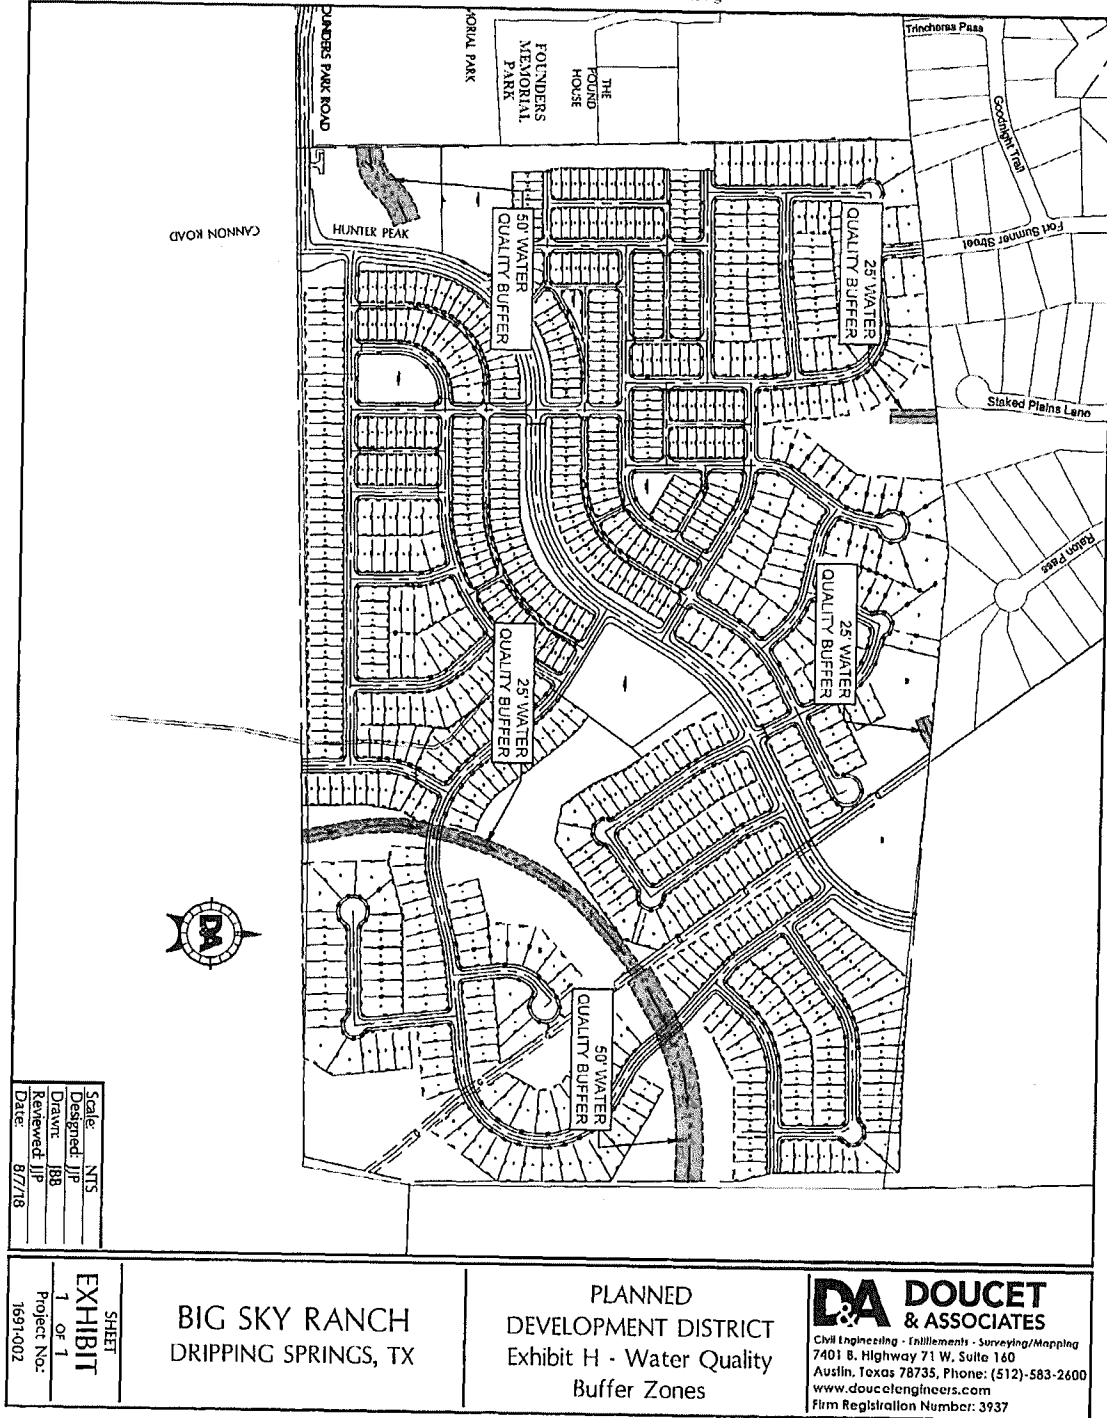 Trincheras Pass
Goodnight Trail
Fort Sumner Street
Staked Plains Lane
Raton Pass
THE
POUND
HOUSE
FOUNDERS
MEMORIAL
PARK
ORIAL PARK
OUNDERS PARK ROAD
CANNON ROAD
HUNTER PEAK
50' WATER
QUALITY BUFFER
25' WATER
QUALITY BUFFER
25' WATER
QUALITY BUFFER
25' WATER
QUALITY BUFFER
50' WATER
QUALITY BUFFER
D&A
Scale: NTS
Designed: JJP
Drawn: JBB
Reviewed: JJP
Date: 8/7/18
SHEET
EXHIBIT
1 OF 1
Project No.:
1691-002
BIG SKY RANCH
DRIPPING SPRINGS, TX
PLANNED
DEVELOPMENT DISTRICT
Exhibit H - Water Quality
Buffer Zones
D&A DOUCET
& ASSOCIATES
Civil Engineering - Entitlements - Surveying/Mapping
7401 B. Highway 71 W, Suite 160
Austin, Texas 78735, Phone: (512)-583-2600
www.doucetengineers.com
Firm Registration Number: 3937